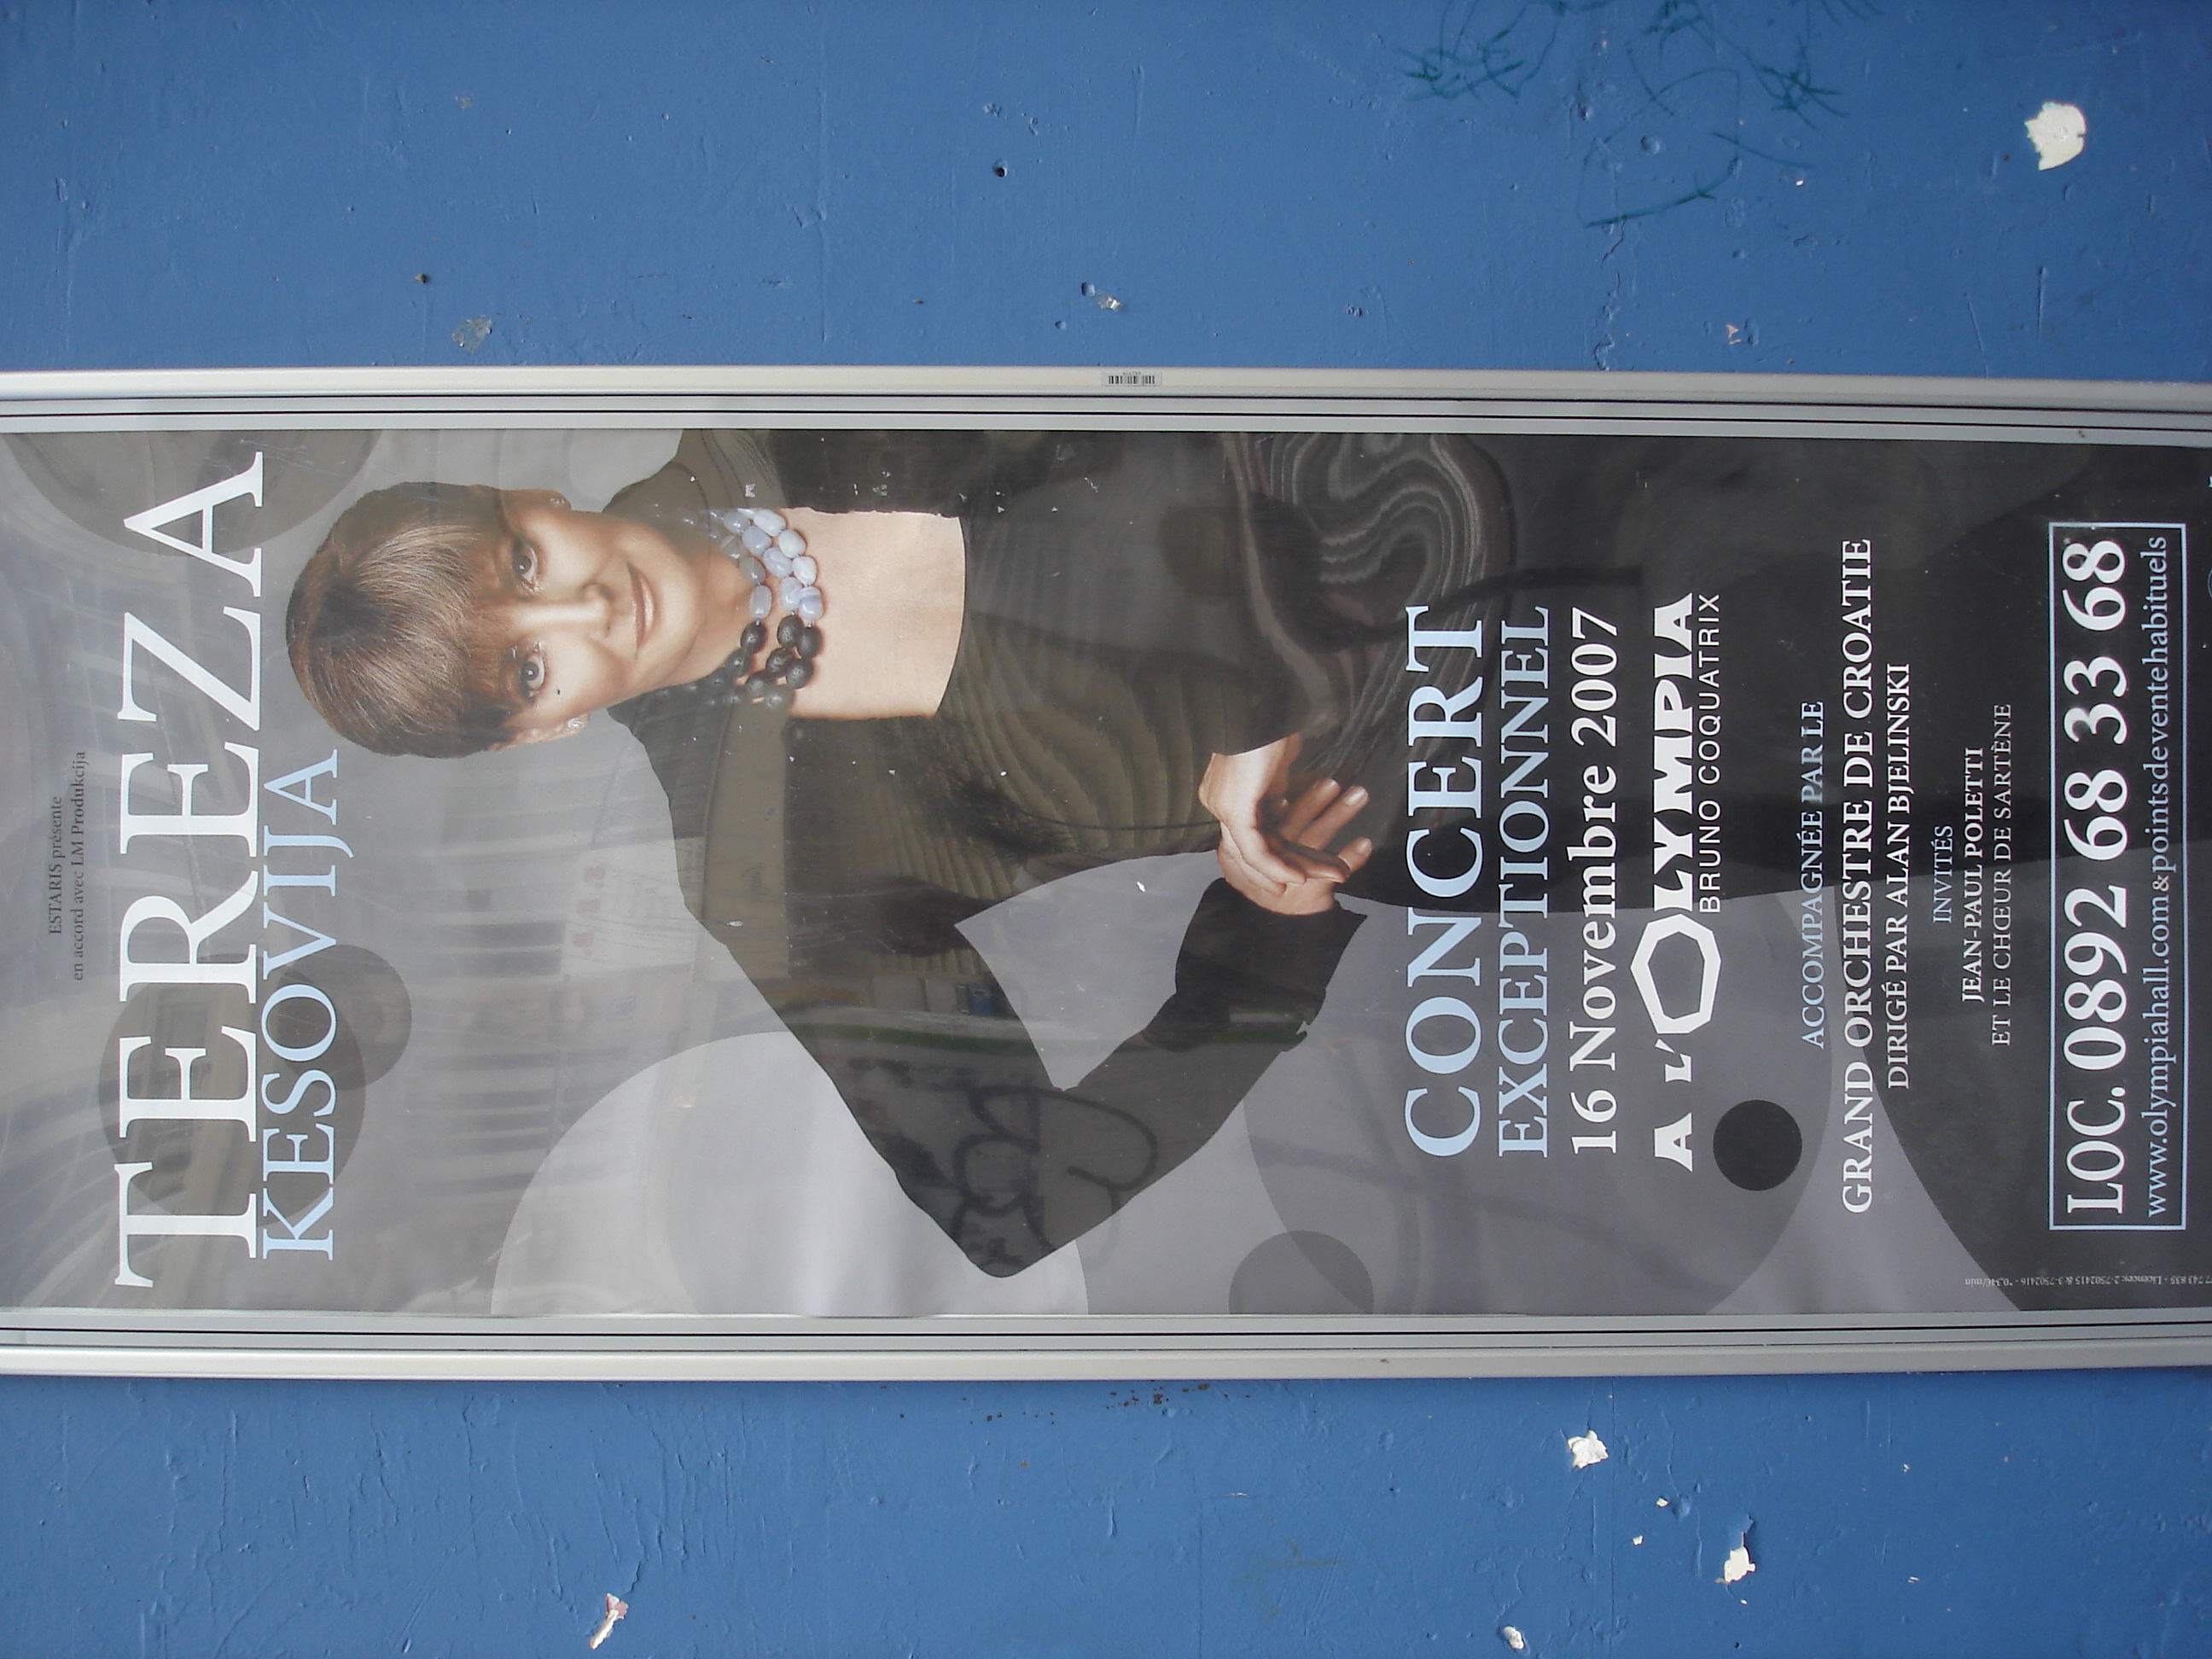 ESTARIS présente
en accord avec LM Produkcija
TEREZA
KESOVIJA
CONCERT
EXCEPTIONNEL
16 Novembre 2007
A L'OLYMPIA
BRUNO COQUATRIX
ACCOMPAGNÉE PAR LE
GRAND ORCHESTRE DE CROATIE
DIRIGÉ PAR ALAN BJELINSKI
INVITÉS
JEAN-PAUL POLETTI
ET LE CHŒUR DE SARTÈNE
LOC. 0892 68 33 68
www.olympiahall.com & pointsdeventehabituels